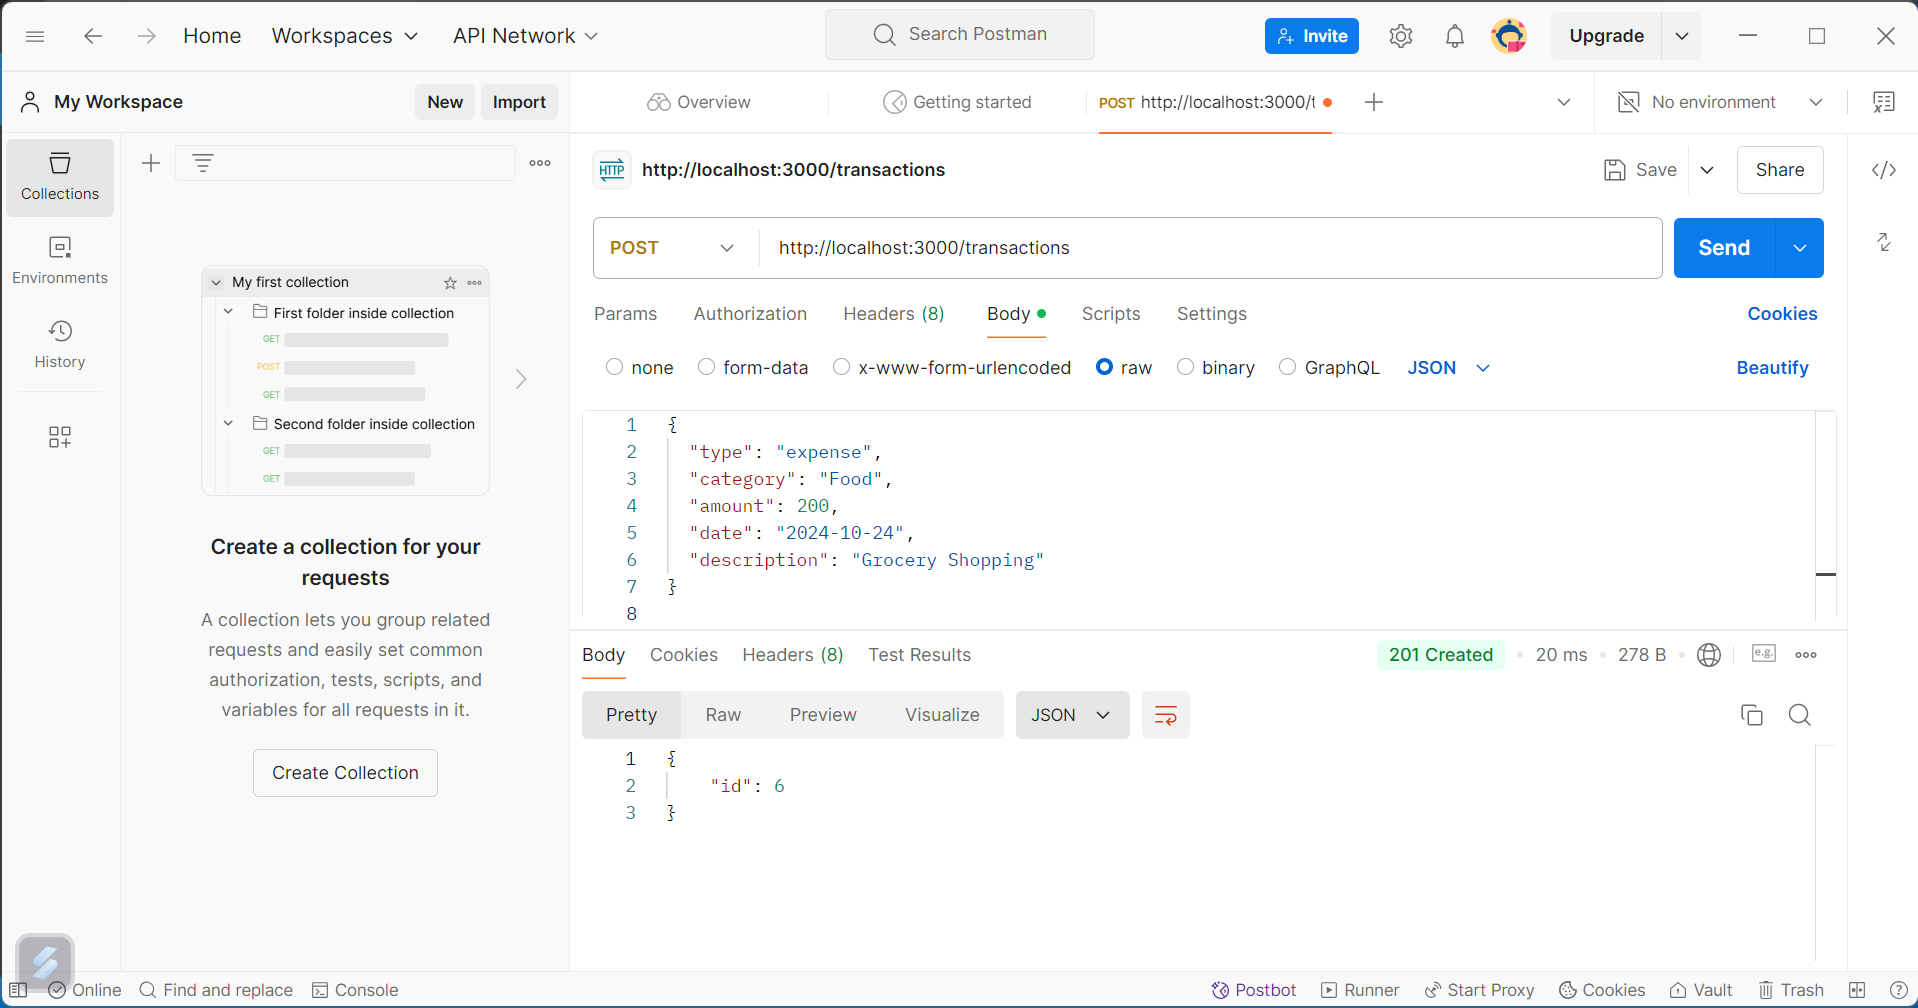 Home Workspaces API Network Search Postman Invite Upgrade
My Workspace New Import Overview Getting started POST http://localhost:3000/t No environment
Collections
Environments
History
My first collection
First folder inside collection
GET
POST
GET
Second folder inside collection
GET
GET
Create a collection for your
requests
A collection lets you group related
requests and easily set common
authorization, tests, scripts, and
variables for all requests in it.
Create Collection
HTTP http://localhost:3000/transactions Save Share
POST http://localhost:3000/transactions Send
Params Authorization Headers (8) Body Scripts Settings Cookies
none form-data x-www-form-urlencoded raw binary GraphQL JSON Beautify
1 {
2 "type": "expense",
3 "category": "Food",
4 "amount": 200,
5 "date": "2024-10-24",
6 "description": "Grocery Shopping"
7 }
8
Body Cookies Headers (8) Test Results 201 Created 20 ms 278 B e.g.
Pretty Raw Preview Visualize JSON
1 {
2 "id": 6
3 }
Online Find and replace Console Postbot Runner Start Proxy Cookies Vault Trash